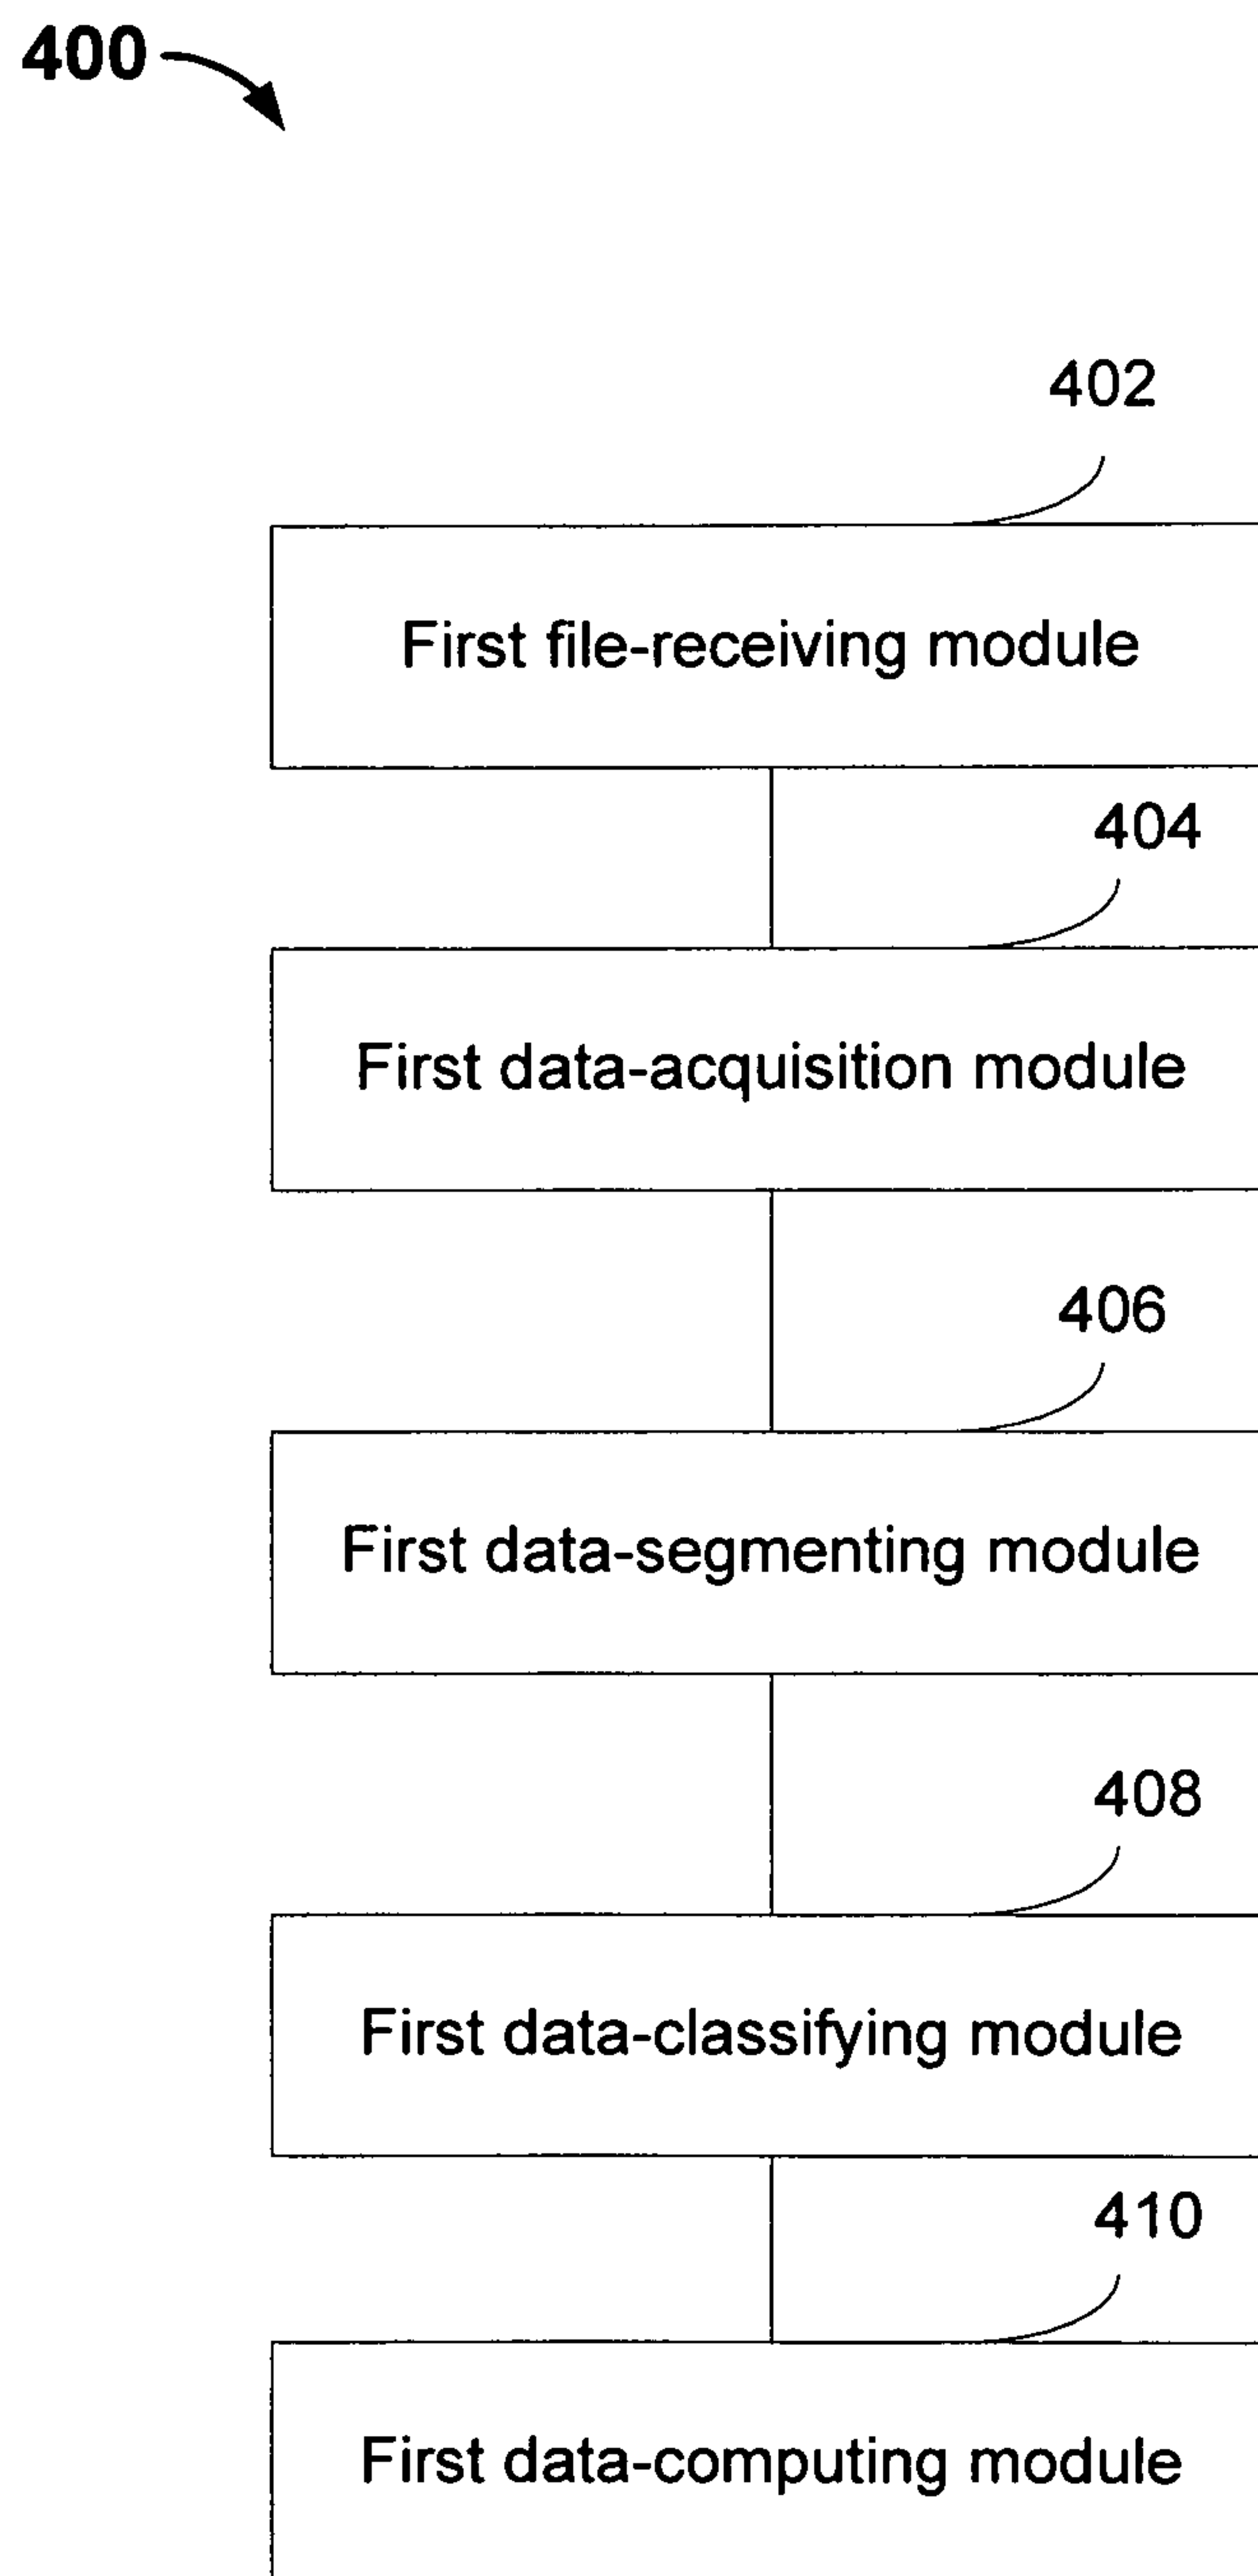 400
402
First file-receiving module
404
First data-acquisition module
406
First data-segmenting module
408
First data-classifying module
410
First data-computing module